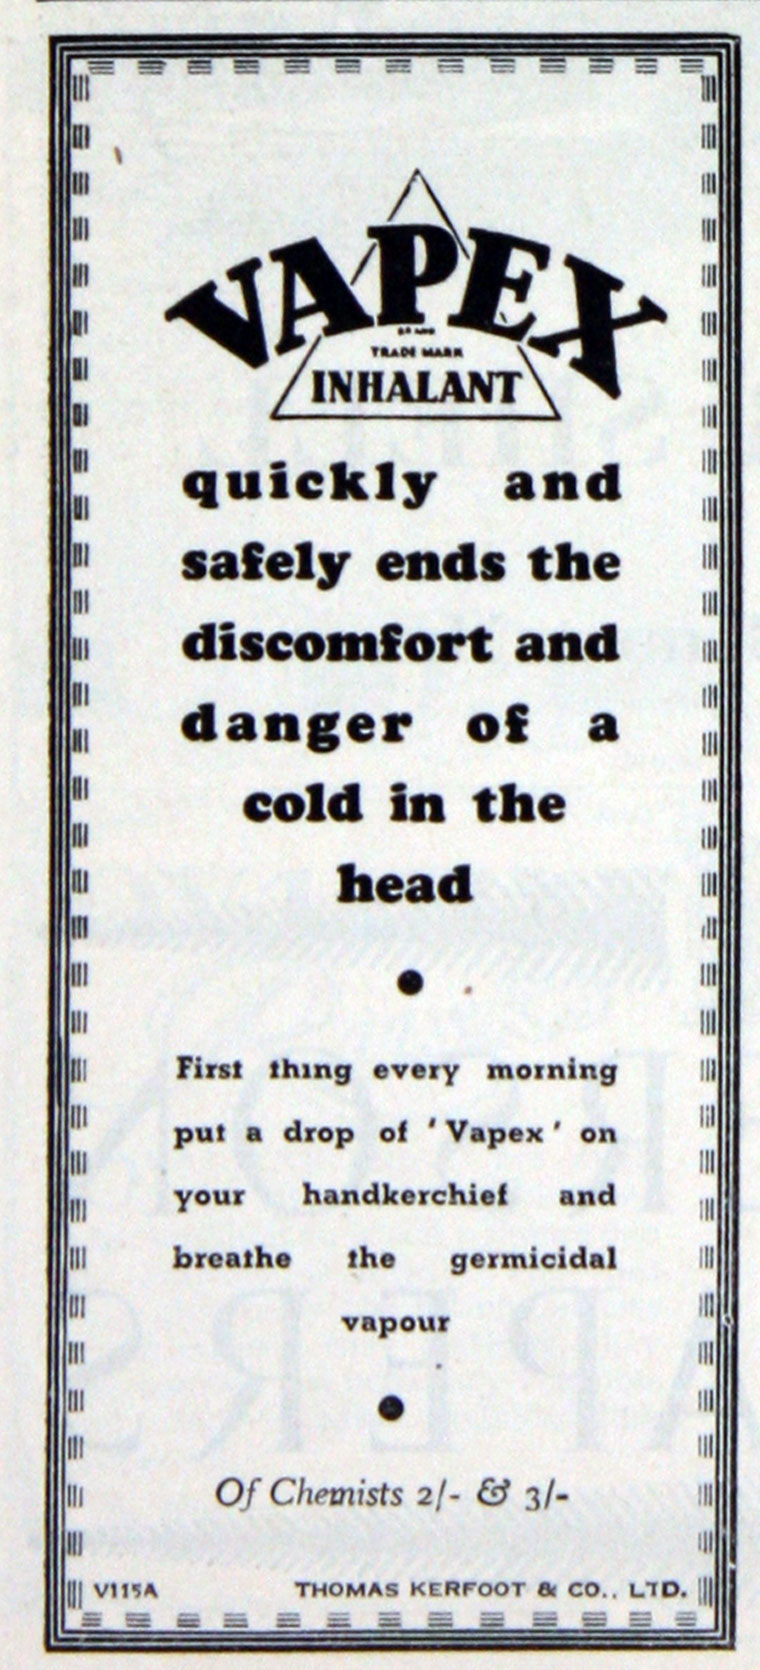 VAPEX
BRAND
TRADE MARK
INHALANT
quickly and
safely ends the
discomfort and
danger of a
cold in the
head
First thing every morning
put a drop of 'Vapex' on
your handkerchief and
breathe the germicidal
vapour
Of Chemists 2/- & 3/-
V115A THOMAS KERFOOT & CO., LTD.